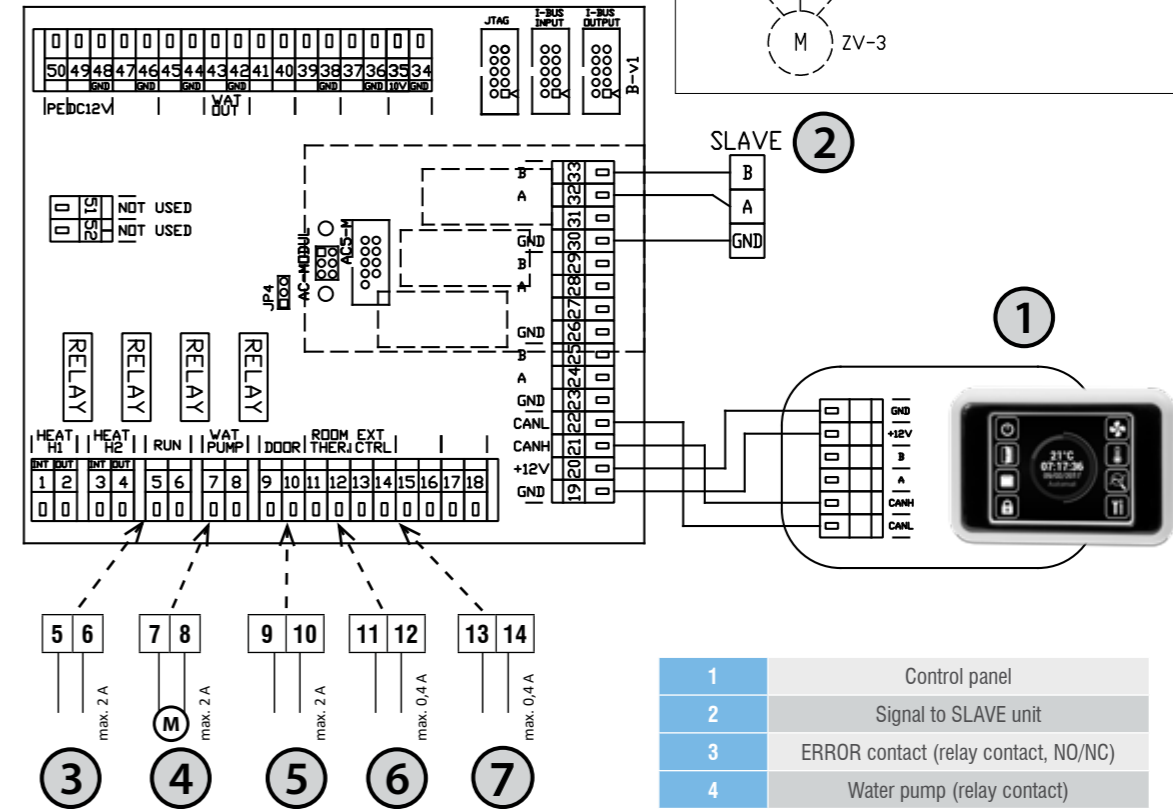 JTAG
I-BUS INPUT
I-BUS OUTPUT
B-v1
M
ZV-3
50 49 48 47 46 45 44 43 42 41 40 39 38 37 36 35 34
GND GND GND GND GND GND 10V GND
PE DC12V WAT OUT
SLAVE
2
B
A
GND
51 NOT USED
52 NOT USED
JP4
AC-MODUL
AC5-M
B
A
GND
B
A
GND
B
A
GND
CANL
CANH
+12V
GND
33
32
31
30
29
28
27
26
25
24
23
22
21
20
19
RELAY
RELAY
RELAY
RELAY
HEAT H1
HEAT H2
RUN
WAT PUMP
DOOR
ROOM THER.
EXT CTRL
INT OUT INT OUT
1 2 3 4 5 6 7 8 9 10 11 12 13 14 15 16 17 18
1
GND
+12V
B
A
CANH
CANL
21°C
07:17:36
5 6
7 8
9 10
11 12
13 14
max. 2 A
M
max. 2 A
max. 2 A
max. 0,4 A
max. 0,4 A
3
4
5
6
7
1 Control panel
2 Signal to SLAVE unit
3 ERROR contact (relay contact, NO/NC)
4 Water pump (relay contact)